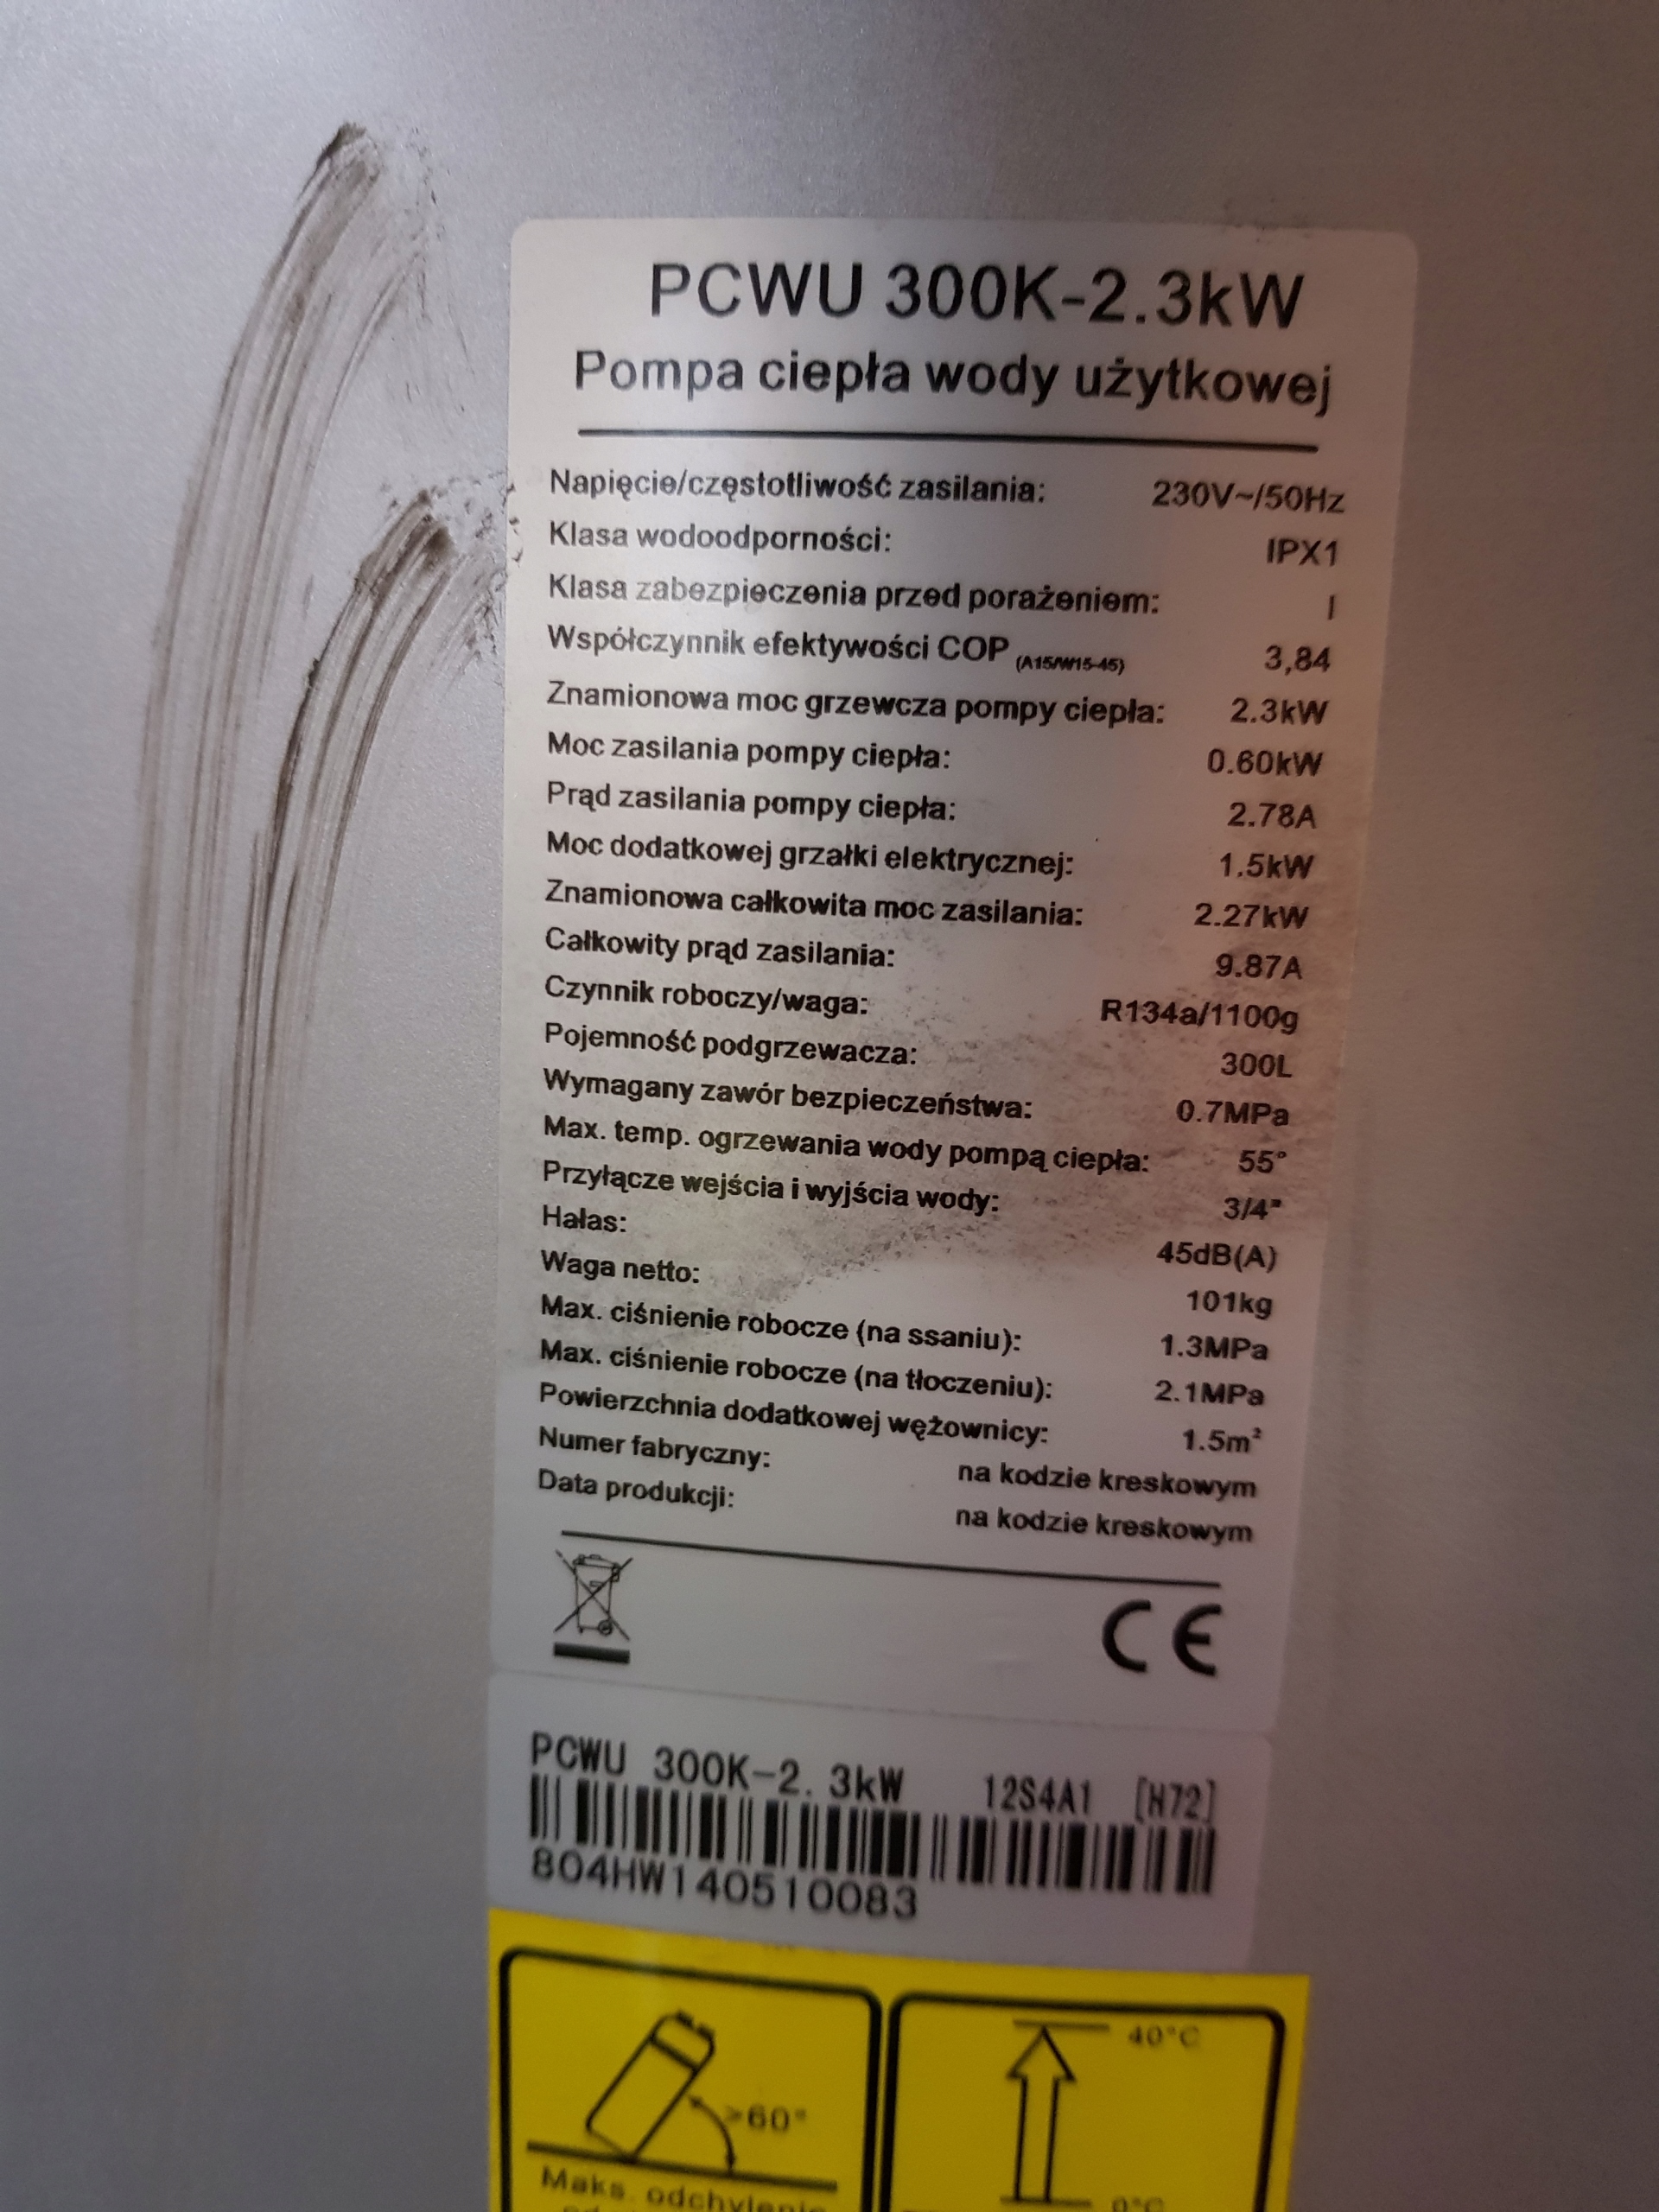 PCWU 300K-2.3kW
Pompa ciepła wody użytkowej
Napięcie/częstotliwość zasilania: 230V~/50Hz
Klasa wodoodporności: IPX1
Klasa zabezpieczenia przed porażeniem: I
Współczynnik efektywości COP (A15/W15-45) 3,84
Znamionowa moc grzewcza pompy ciepła: 2.3kW
Moc zasilania pompy ciepła: 0.60kW
Prąd zasilania pompy ciepła: 2.78A
Moc dodatkowej grzałki elektrycznej: 1.5kW
Znamionowa całkowita moc zasilania: 2.27kW
Całkowity prąd zasilania: 9.87A
Czynnik roboczy/waga: R134a/1100g
Pojemność podgrzewacza: 300L
Wymagany zawór bezpieczeństwa: 0.7MPa
Max. temp. ogrzewania wody pompą ciepła: 55°
Przyłącze wejścia i wyjścia wody: 3/4"
Hałas: 45dB(A)
Waga netto: 101kg
Max. ciśnienie robocze (na ssaniu): 1.3MPa
Max. ciśnienie robocze (na tłoczeniu): 2.1MPa
Powierzchnia dodatkowej wężownicy: 1.5m²
Numer fabryczny: na kodzie kreskowym
Data produkcji: na kodzie kreskowym
CE
PCWU 300K-2.3kW 12S4A1 [H72]
804HW140510083
40°C
>60°
0°C
Maks. odchylenie